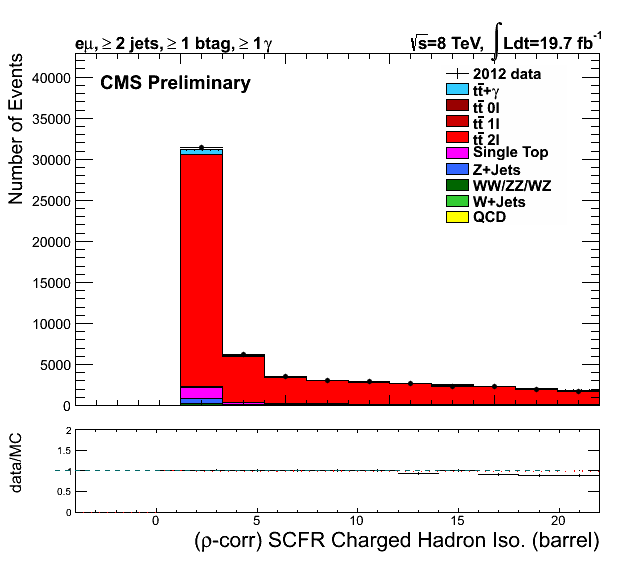 eμ, ≥ 2 jets, ≥ 1 btag, ≥ 1 γ
√s=8 TeV, ∫Ldt=19.7 fb⁻¹
CMS Preliminary
2012 data
tt̄+γ
tt̄ 0l
tt̄ 1l
tt̄ 2l
Single Top
Z+Jets
WW/ZZ/WZ
W+Jets
QCD
Number of Events
40000
35000
30000
25000
20000
15000
10000
5000
0
data/MC
2
1.5
1
0.5
0
0 5 10 15 20
(ρ-corr) SCFR Charged Hadron Iso. (barrel)